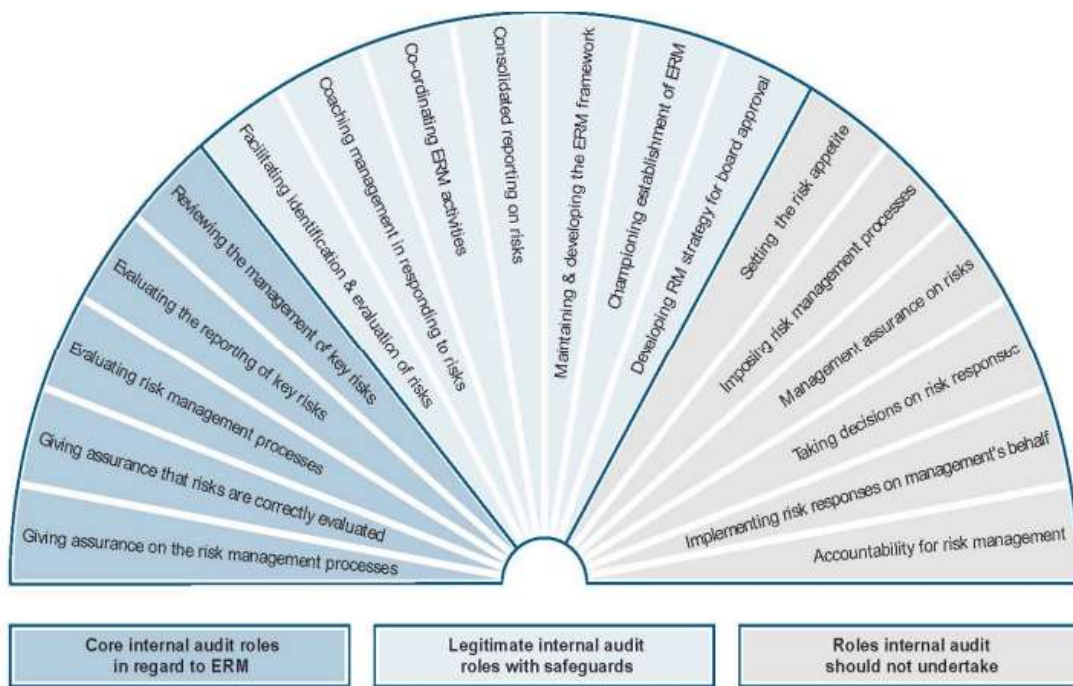 Giving assurance on the risk management processes
Giving assurance that risks are correctly evaluated
Evaluating risk management processes
Evaluating the reporting of key risks
Reviewing the management of key risks
Facilitating identification & evaluation of risks
Coaching management in responding to risks
Co-ordinating ERM activities
Consolidated reporting on risks
Maintaining & developing the ERM framework
Championing establishment of ERM
Developing RM strategy for board approval
Setting the risk appetite
Imposing risk management processes
Management assurance on risks
Taking decisions on risk responses
Implementing risk responses on management's behalf
Accountability for risk management
Core internal audit roles
in regard to ERM
Legitimate internal audit
roles with safeguards
Roles internal audit
should not undertake